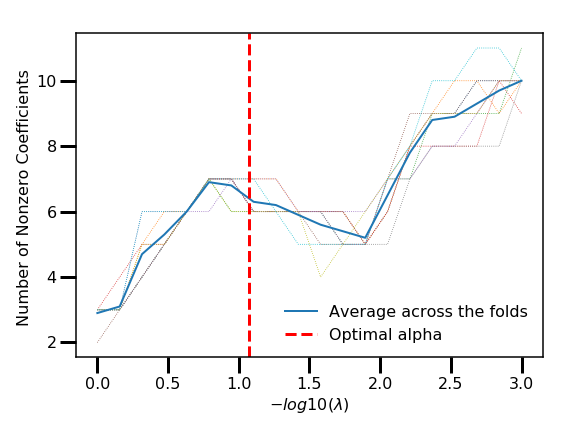 Number of Nonzero Coefficients
10
8
6
4
2
Average across the folds
Optimal alpha
0.0 0.5 1.0 1.5 2.0 2.5 3.0
−log10(λ)